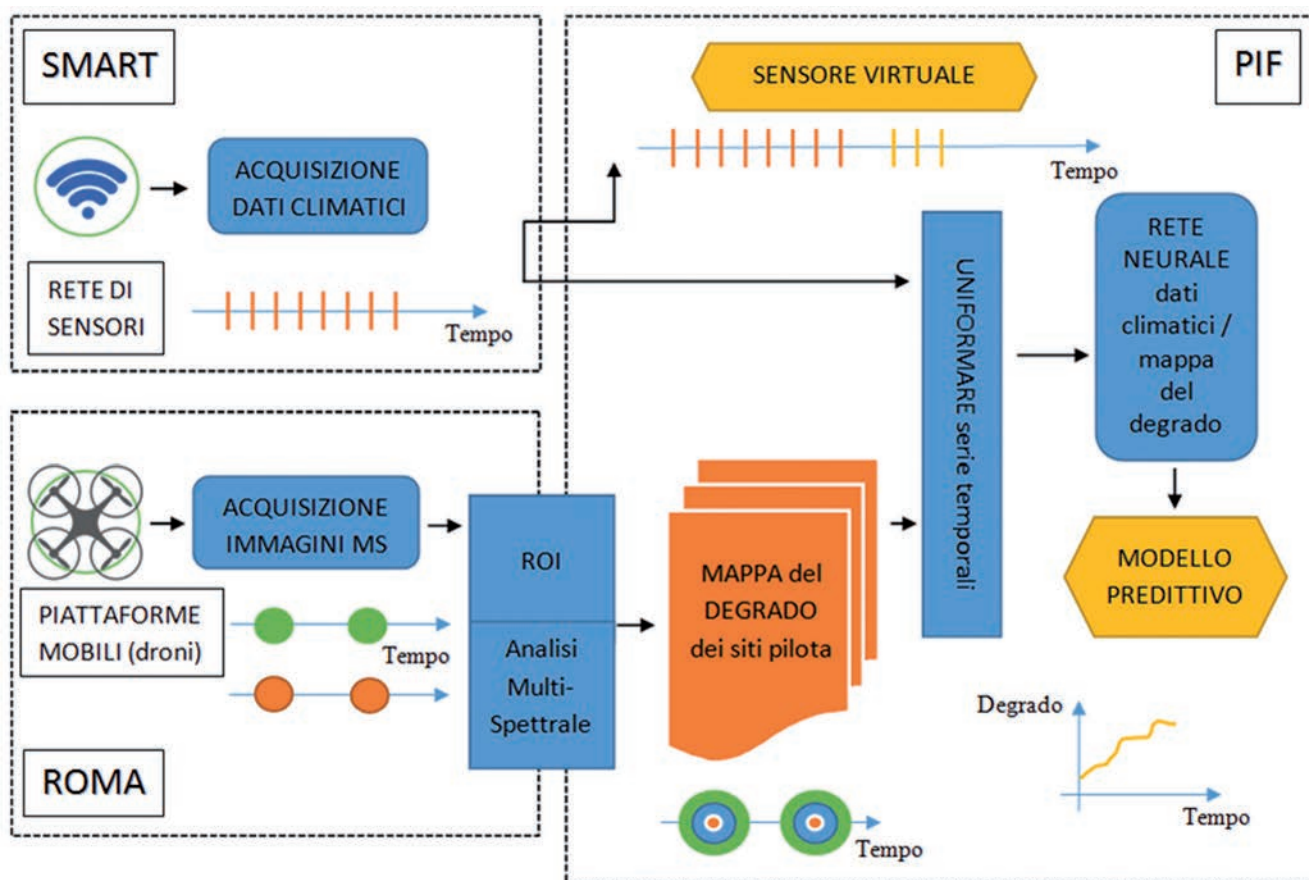 SMART
ACQUISIZIONE
DATI CLIMATICI
RETE DI
SENSORI
Tempo
PIF
SENSORE VIRTUALE
Tempo
UNIFORMARE serie temporali
RETE
NEURALE
dati
climatici /
mappa
del
degrado
MODELLO
PREDITTIVO
Degrado
Tempo
ACQUISIZIONE
IMMAGINI MS
PIATTAFORME
MOBILI (droni)
Tempo
ROMA
ROI
Analisi
Multi-
Spettrale
MAPPA del
DEGRADO
dei siti pilota
Tempo